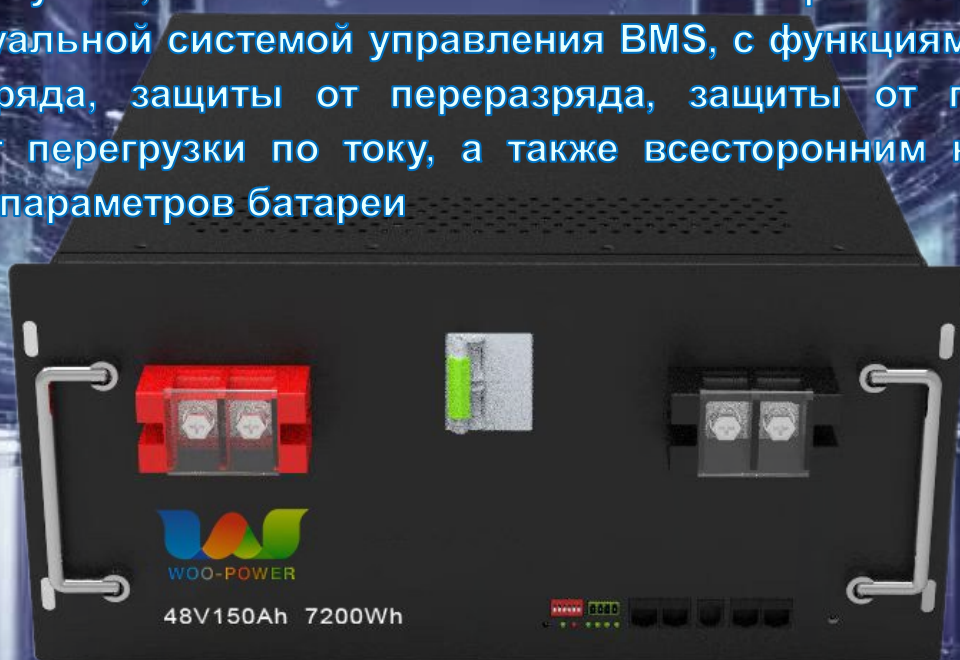 уальной системой управления BMS, с функциям
ряда, защиты от переразряда, защиты от п
перегрузки по току, а также всесторонним
параметров батареи
WOO-POWER
48V150Ah 7200Wh